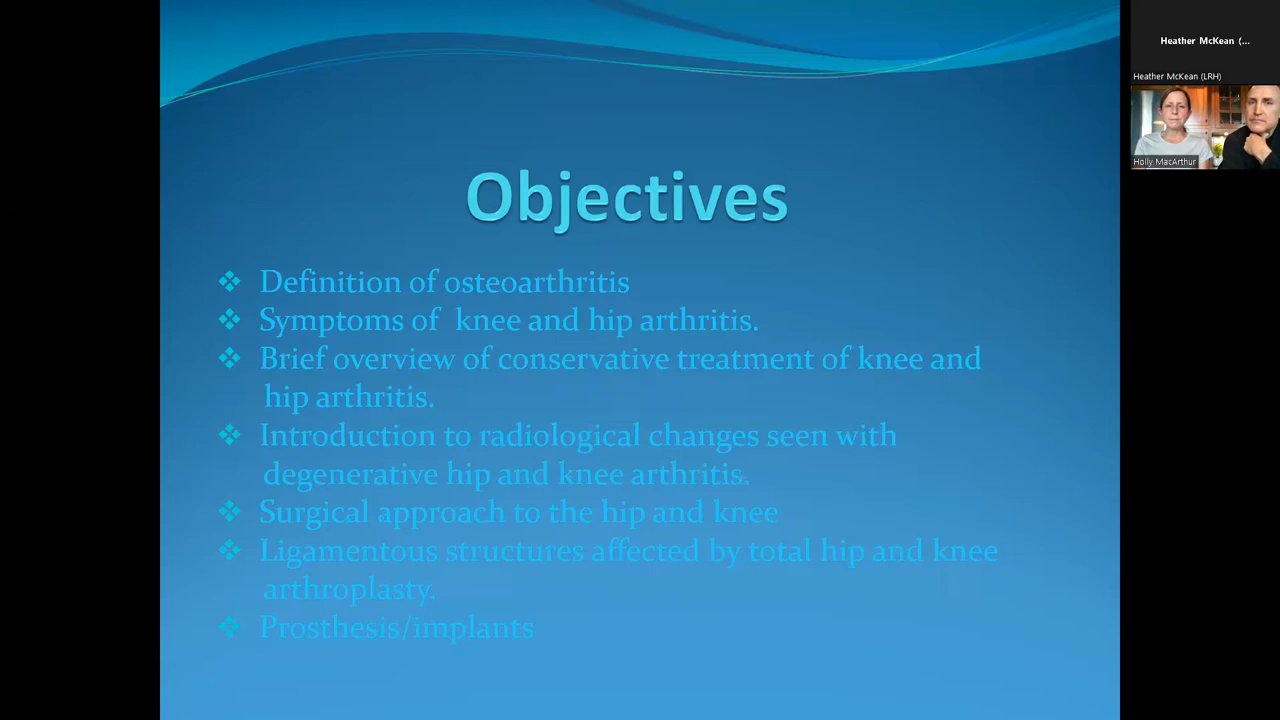 Objectives
❖ Definition of osteoarthritis
❖ Symptoms of knee and hip arthritis.
❖ Brief overview of conservative treatment of knee and
hip arthritis.
❖ Introduction to radiological changes seen with
degenerative hip and knee arthritis.
❖ Surgical approach to the hip and knee
❖ Ligamentous structures affected by total hip and knee
arthroplasty.
❖ Prosthesis/implants
Heather McKean (...
Heather McKean (LRH)
Holly MacArthur